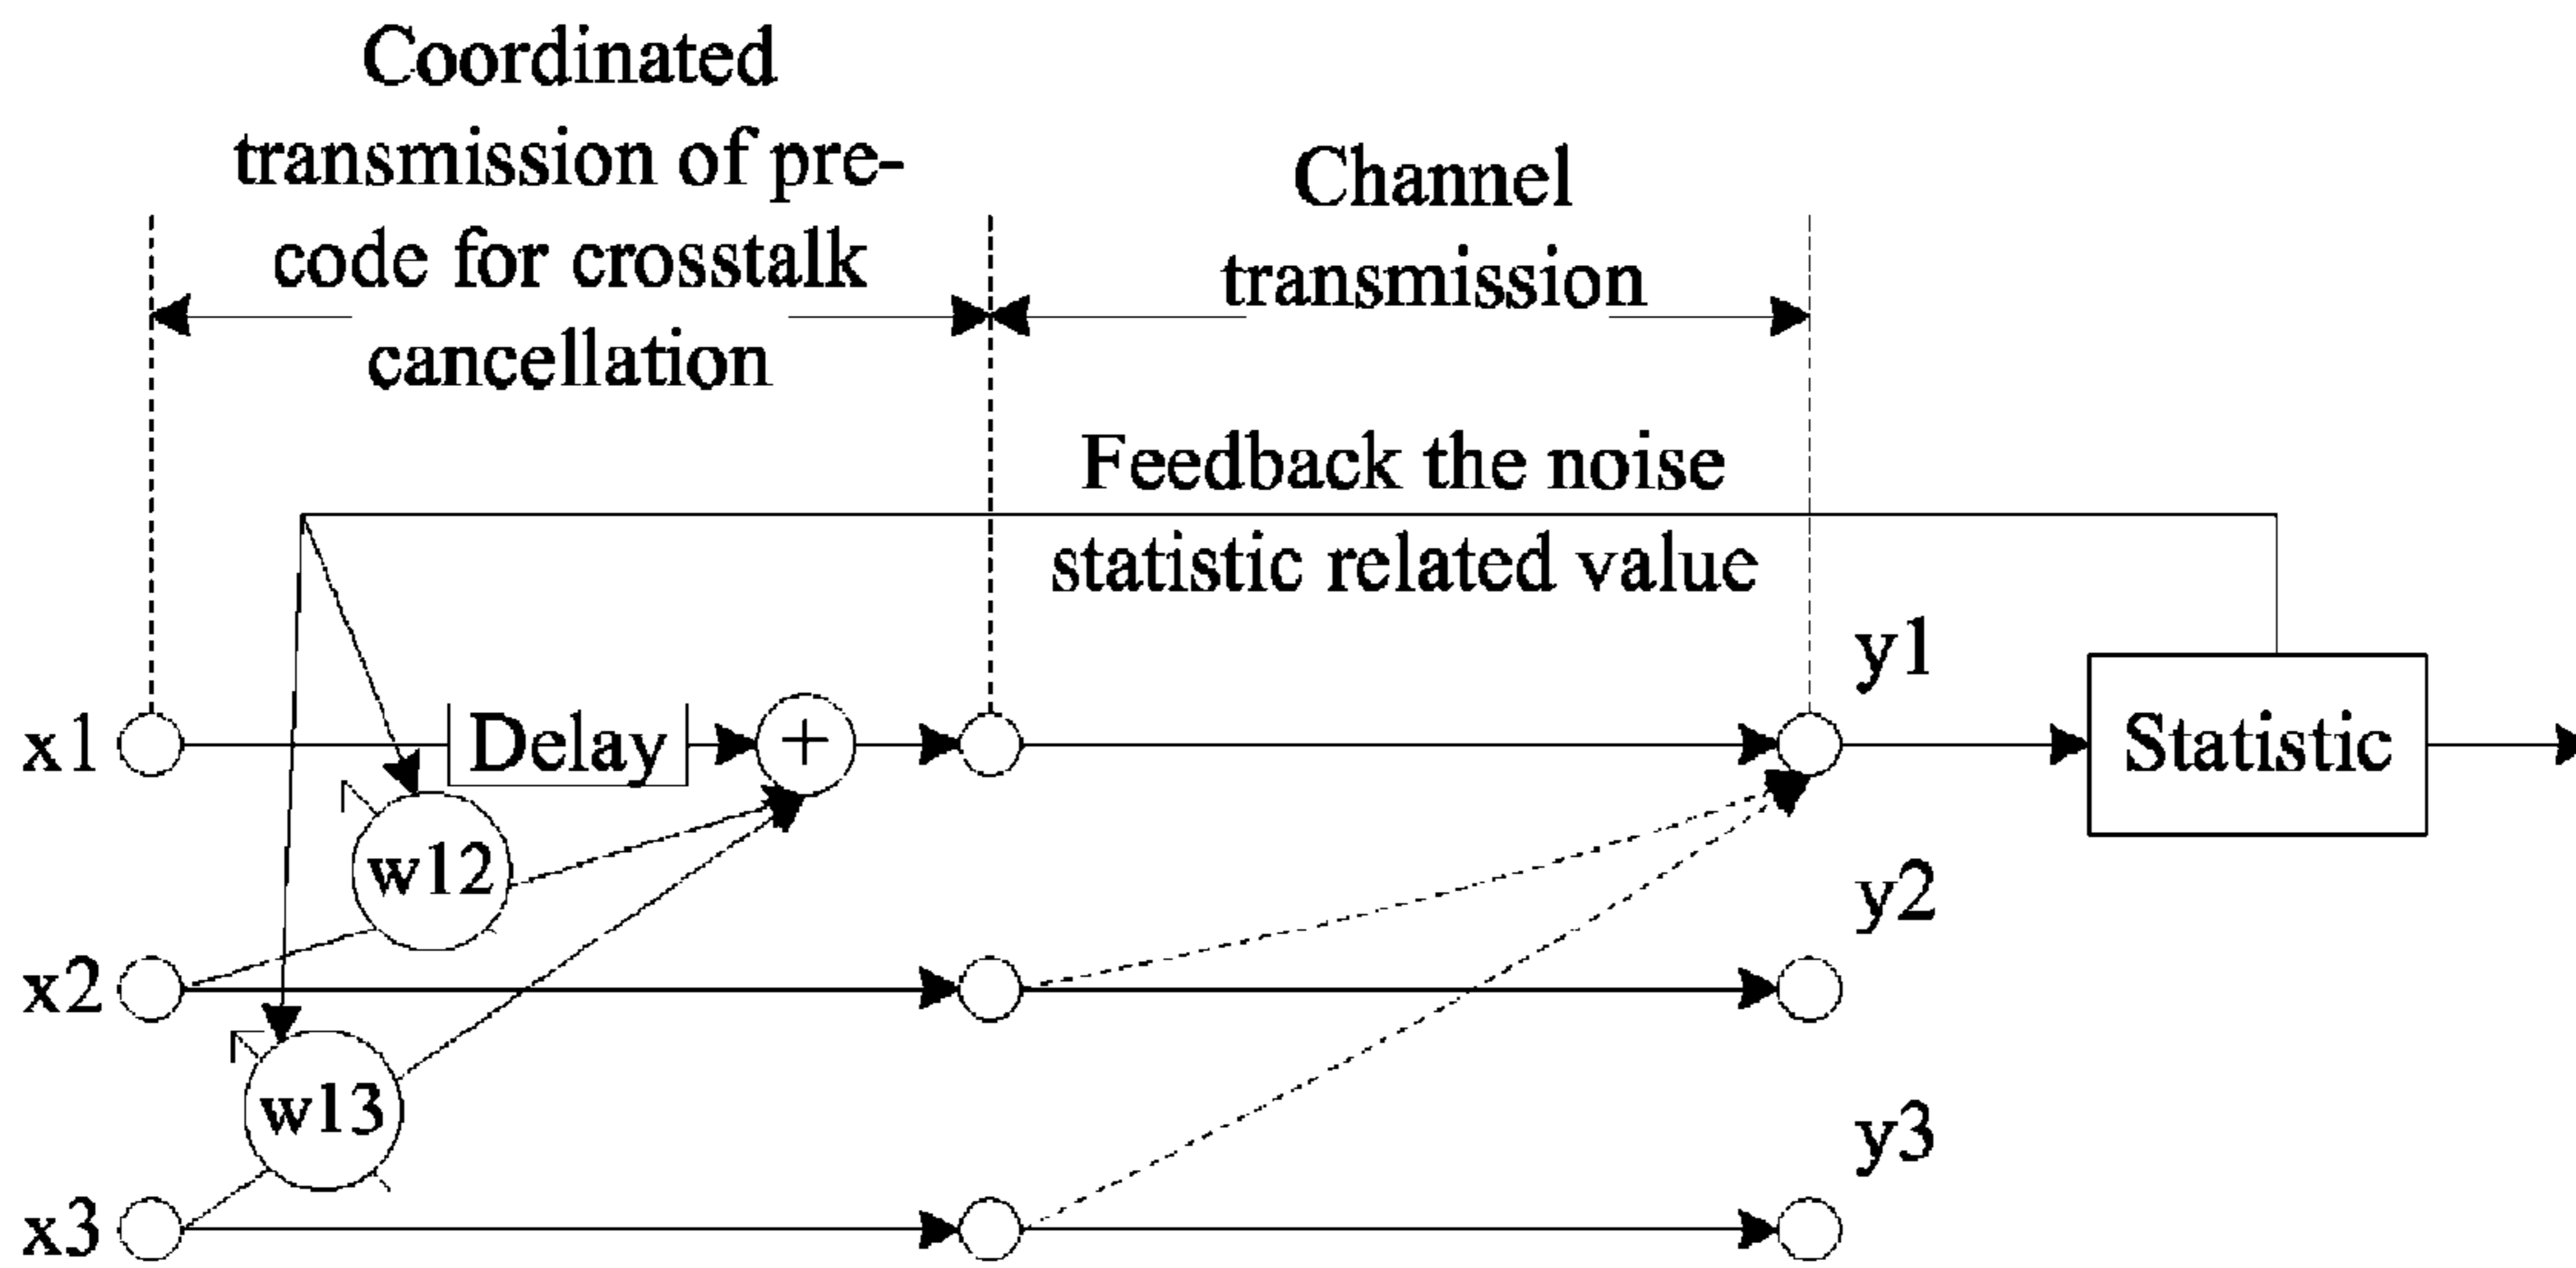 Coordinated
transmission of pre-
code for crosstalk
cancellation
Channel
transmission
Feedback the noise
statistic related value
y1
x1
Delay
+
Statistic
w12
y2
x2
w13
y3
x3